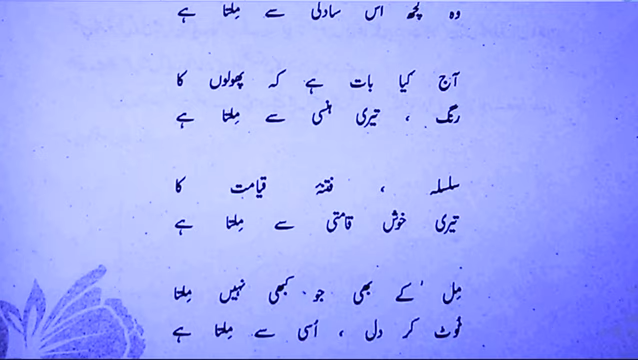 وہ کچھ اس سادگی سے مِلتا ہے
آج کیا بات ہے کہ پھولوں کا
رنگ ، تیری ہنسی سے مِلتا ہے
سلسلہ ، فتنۂ قیامت کا
تیری خوش قامتی سے مِلتا ہے
مِل کے بھی جو کبھی نہیں مِلتا
ٹوٹ کر دل ، اُسی سے مِلتا ہے